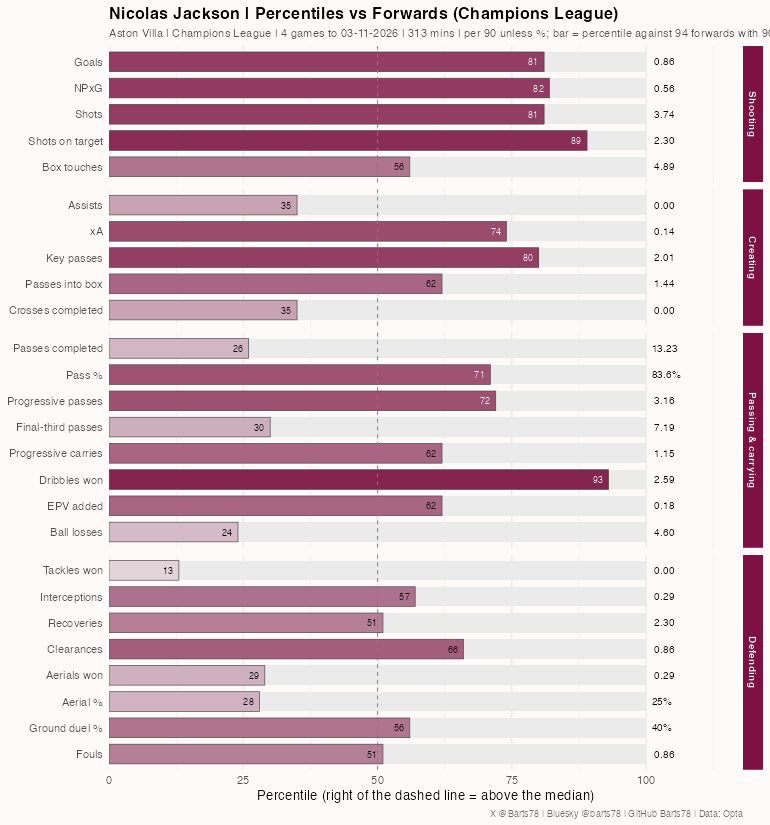 Nicolas Jackson | Percentiles vs Forwards (Champions League)
Aston Villa | Champions League | 4 games to 03-11-2026 | 313 mins | per 90 unless %; bar = percentile against 94 forwards with 90
Goals 81 0.86
NPxG 82 0.56
Shots 81 3.74
Shots on target 89 2.30
Box touches 56 4.89
Shooting
Assists 35 0.00
xA 74 0.14
Key passes 80 2.01
Passes into box 62 1.44
Crosses completed 35 0.00
Creating
Passes completed 26 13.23
Pass % 71 83.6%
Progressive passes 72 3.16
Final-third passes 30 7.19
Progressive carries 62 1.15
Dribbles won 93 2.59
EPV added 62 0.18
Ball losses 24 4.60
Passing & carrying
Tackles won 13 0.00
Interceptions 57 0.29
Recoveries 51 2.30
Clearances 66 0.86
Aerials won 29 0.29
Aerial % 28 25%
Ground duel % 56 40%
Fouls 51 0.86
Defending
0 25 50 75 100
Percentile (right of the dashed line = above the median)
X @Barts78 | Bluesky @barts78 | GitHub Barts78 | Data: Opta